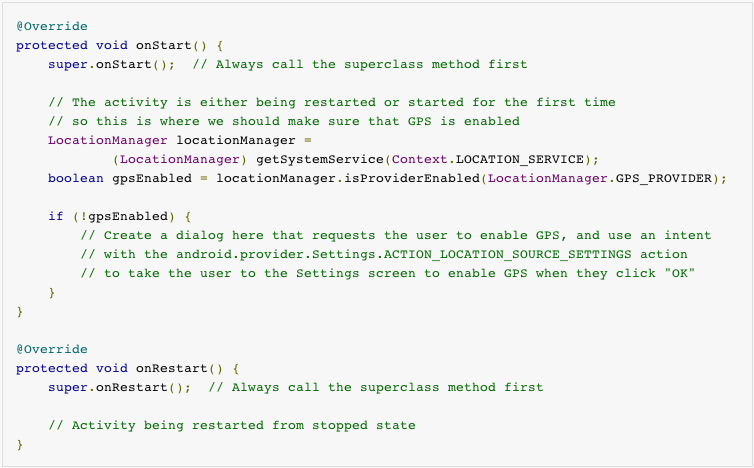 @Override
protected void onStart() {
    super.onStart();  // Always call the superclass method first

    // The activity is either being restarted or started for the first time
    // so this is where we should make sure that GPS is enabled
    LocationManager locationManager =
            (LocationManager) getSystemService(Context.LOCATION_SERVICE);
    boolean gpsEnabled = locationManager.isProviderEnabled(LocationManager.GPS_PROVIDER);

    if (!gpsEnabled) {
        // Create a dialog here that requests the user to enable GPS, and use an intent
        // with the android.provider.Settings.ACTION_LOCATION_SOURCE_SETTINGS action
        // to take the user to the Settings screen to enable GPS when they click "OK"
    }
}

@Override
protected void onRestart() {
    super.onRestart();  // Always call the superclass method first

    // Activity being restarted from stopped state
}